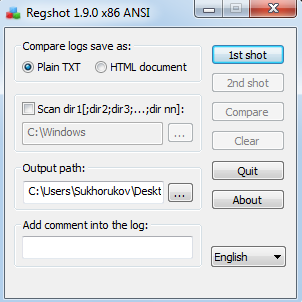 Regshot 1.9.0 x86 ANSI
Compare logs save as:
Plain TXT
HTML document
1st shot
2nd shot
Scan dir1[;dir2;dir3;...;dir nn]:
C:\Windows
...
Compare
Clear
Output path:
C:\Users\Sukhorukov\Deskt
...
Quit
About
Add comment into the log:
English